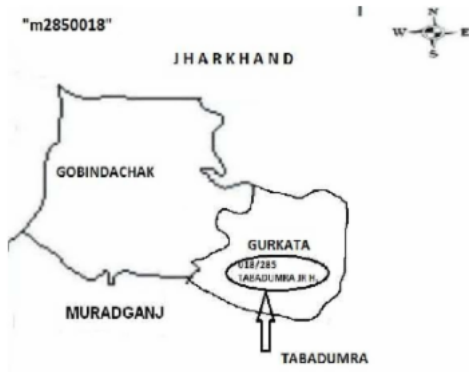 "m2850018"
N
W E
S
JHARKHAND
GOBINDACHAK
GURKATA
018/285
TABADUMRA JR H.
MURADGANJ
TABADUMRA